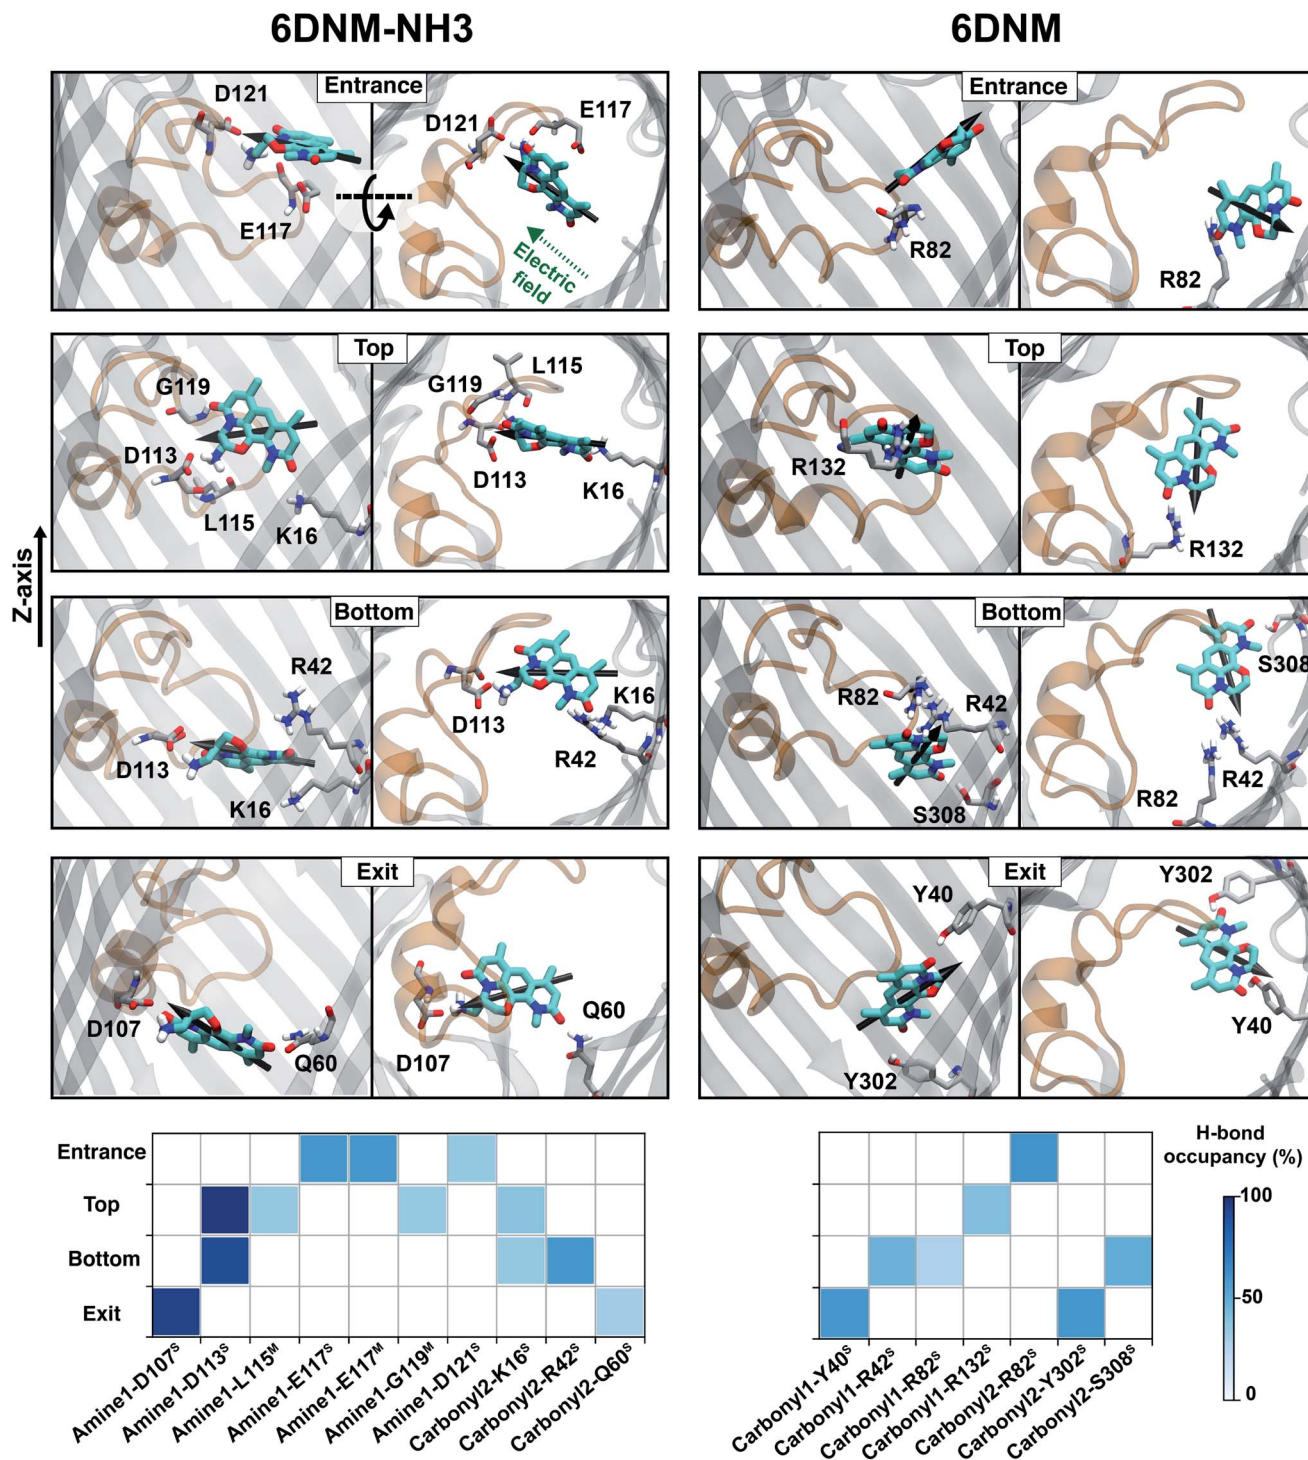 6DNM-NH3
6DNM
Entrance
D121
E117
D121
E117
Electric
field
Entrance
R82
R82
Top
G119
D113
L115
K16
L115
G119
D113
K16
Top
R132
R132
Z-axis
Bottom
R42
D113
K16
D113
K16
R42
Bottom
R82
R42
S308
S308
R82
R42
Exit
D107
Q60
D107
Q60
Exit
Y40
Y302
Y302
Y40
Entrance
Top
Bottom
Exit
Amine1-D107ˢ
Amine1-D113ˢ
Amine1-L115ᴹ
Amine1-E117ˢ
Amine1-E117ᴹ
Amine1-G119ᴹ
Amine1-D121ˢ
Carbonyl2-K16ˢ
Carbonyl2-R42ˢ
Carbonyl2-Q60ˢ
Carbonyl1-Y40ˢ
Carbonyl1-R42ˢ
Carbonyl1-R82ˢ
Carbonyl1-R132ˢ
Carbonyl2-R82ˢ
Carbonyl2-Y302ˢ
Carbonyl2-S308ˢ
H-bond
occupancy (%)
100
50
0